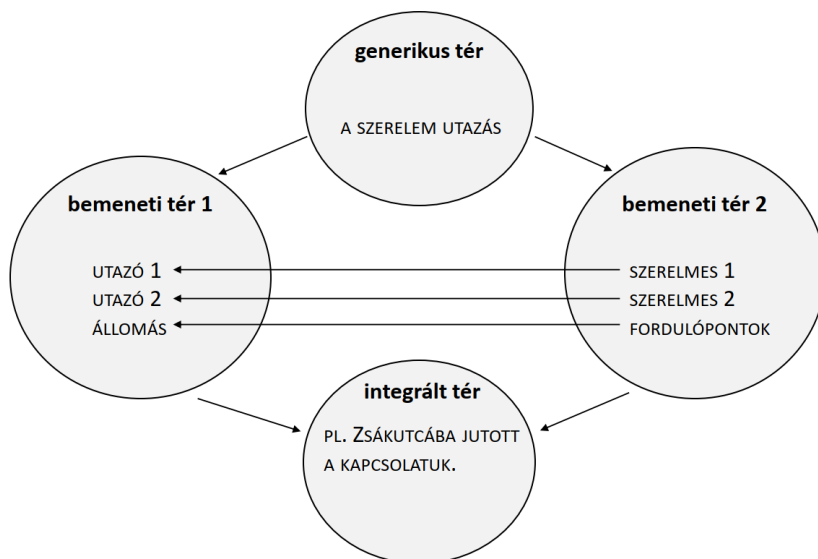 generikus tér
A SZERELEM UTAZÁS
bemeneti tér 1
UTAZÓ 1
UTAZÓ 2
ÁLLOMÁS
bemeneti tér 2
SZERELMES 1
SZERELMES 2
FORDULÓPONTOK
integrált tér
PL. ZSÁKUTCÁBA JUTOTT
A KAPCSOLATUK.